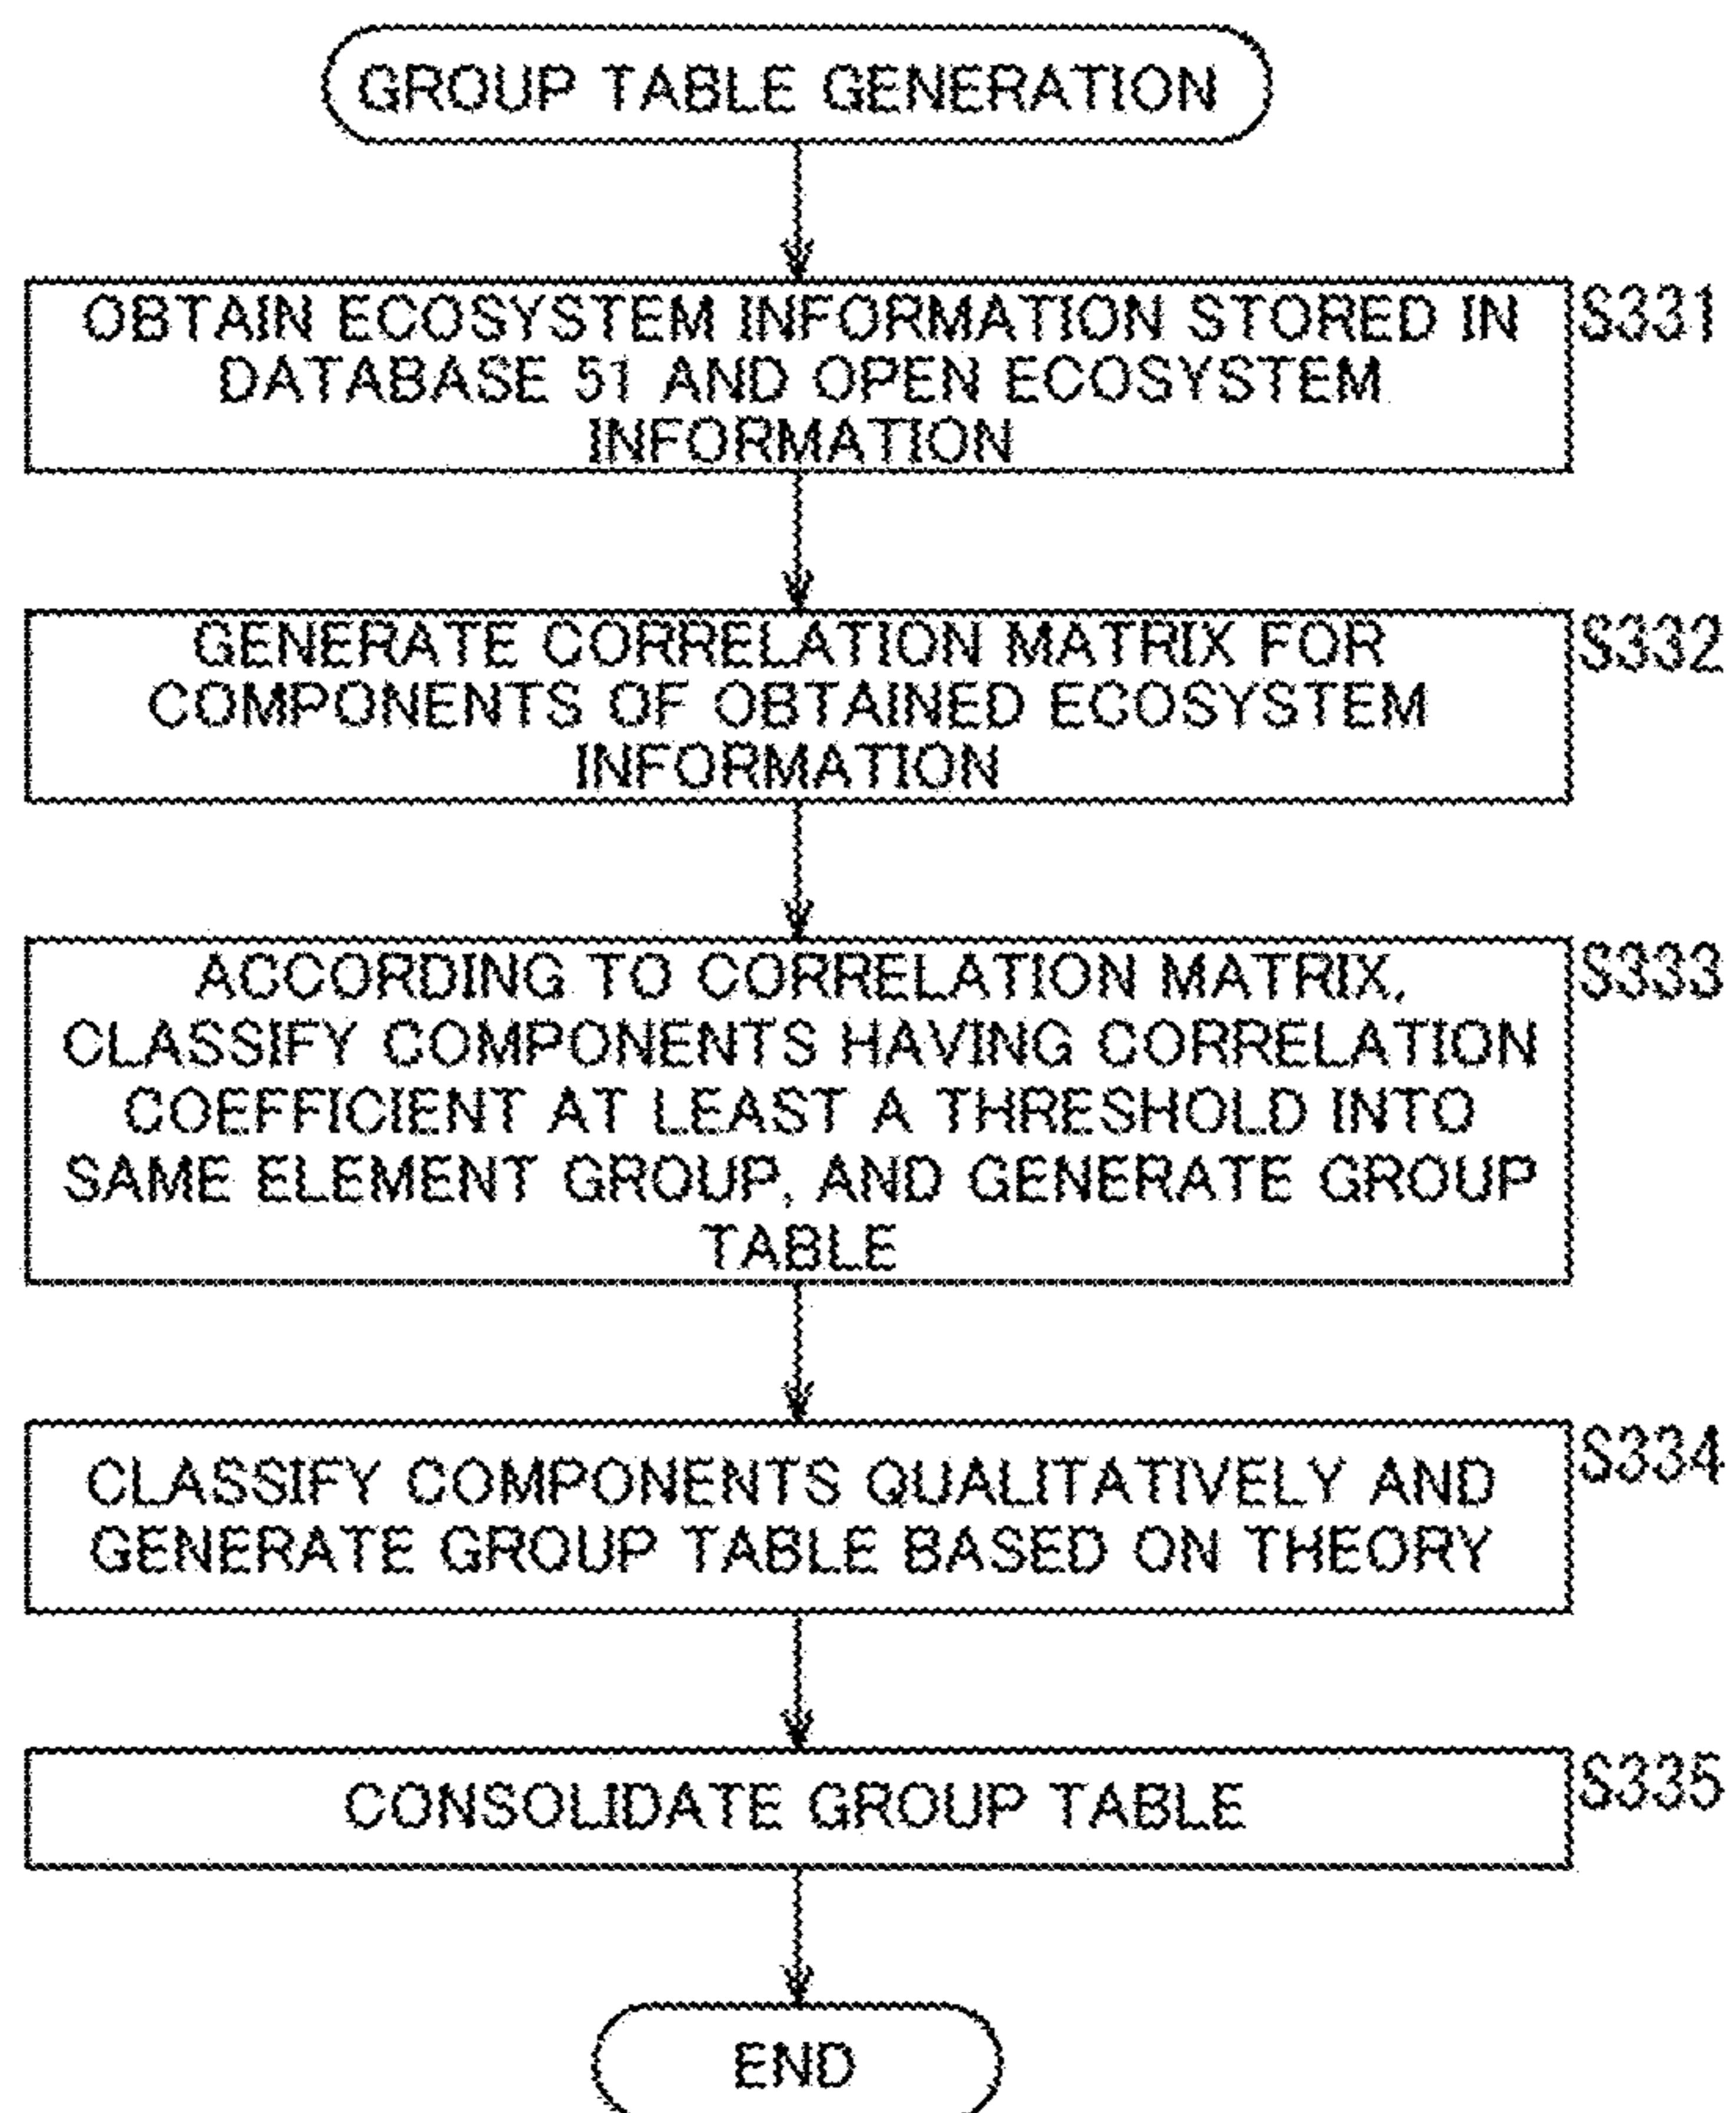 GROUP TABLE GENERATION
OBTAIN ECOSYSTEM INFORMATION STORED IN
DATABASE 51 AND OPEN ECOSYSTEM
INFORMATION
S331
GENERATE CORRELATION MATRIX FOR
COMPONENTS OF OBTAINED ECOSYSTEM
INFORMATION
S332
ACCORDING TO CORRELATION MATRIX,
CLASSIFY COMPONENTS HAVING CORRELATION
COEFFICIENT AT LEAST A THRESHOLD INTO
SAME ELEMENT GROUP, AND GENERATE GROUP
TABLE
S333
CLASSIFY COMPONENTS QUALITATIVELY AND
GENERATE GROUP TABLE BASED ON THEORY
S334
CONSOLIDATE GROUP TABLE
S335
END